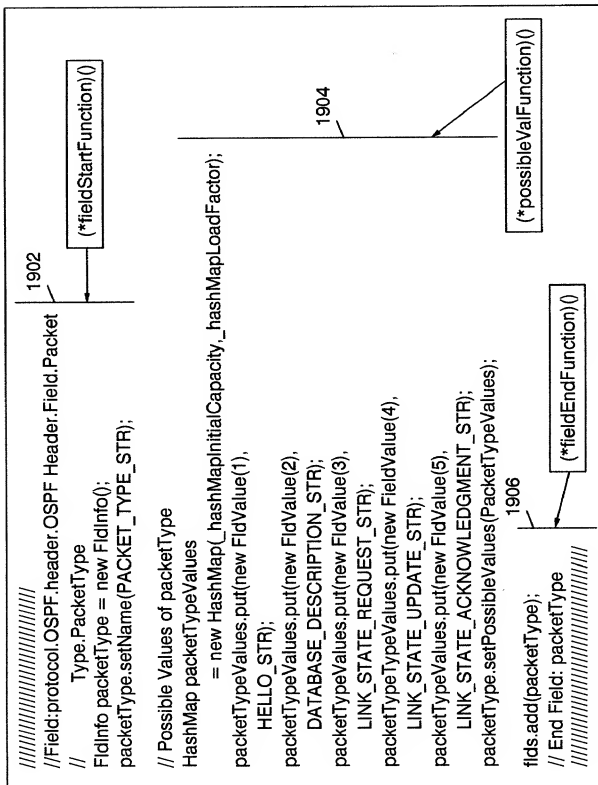 ////////////////////////////////////////
//Field:protocol.OSPF.header.OSPF Header.Field.Packet
// Type.PacketType
FldInfo packetType = new FldInfo();
packetType.setName(PACKET_TYPE_STR);
1902
(*fieldStartFunction)()
// Possible Values of packetType
HashMap packetTypeValues
= new HashMap(_hashMapInitialCapacity,_hashMapLoadFactor);
packetTypeValues.put(new FldValue(1),
HELLO_STR);
packetTypeValues.put(new FldValue(2),
DATABASE_DESCRIPTION_STR);
packetTypeValues.put(new FldValue(3),
LINK_STATE_REQUEST_STR);
packetTypeTypeValues.put(new FieldValue(4),
LINK_STATE_UPDATE_STR);
packetTypeValues.put(new FldValue(5),
LINK_STATE_ACKNOWLEDGMENT_STR);
packetType.setPossibleValues(PacketTypeValues);
1904
(*possibleValFunction)()
flds.add(packetType);
// End Field: packetType
////////////////////////////////////////
1906
(*fieldEndFunction)()